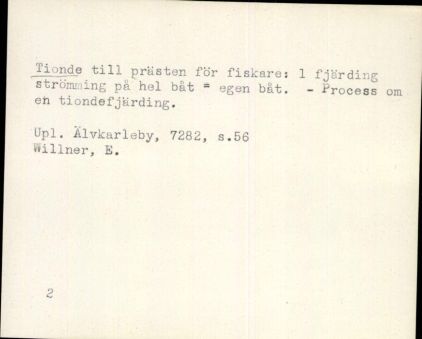 Tionde till prästen för fiskare: 1 fjärding
strömming på hel båt = egen båt.  - Process om
en tiondefjärding.
Upl. Älvkarleby, 7282, s.56
Willner, E.
2